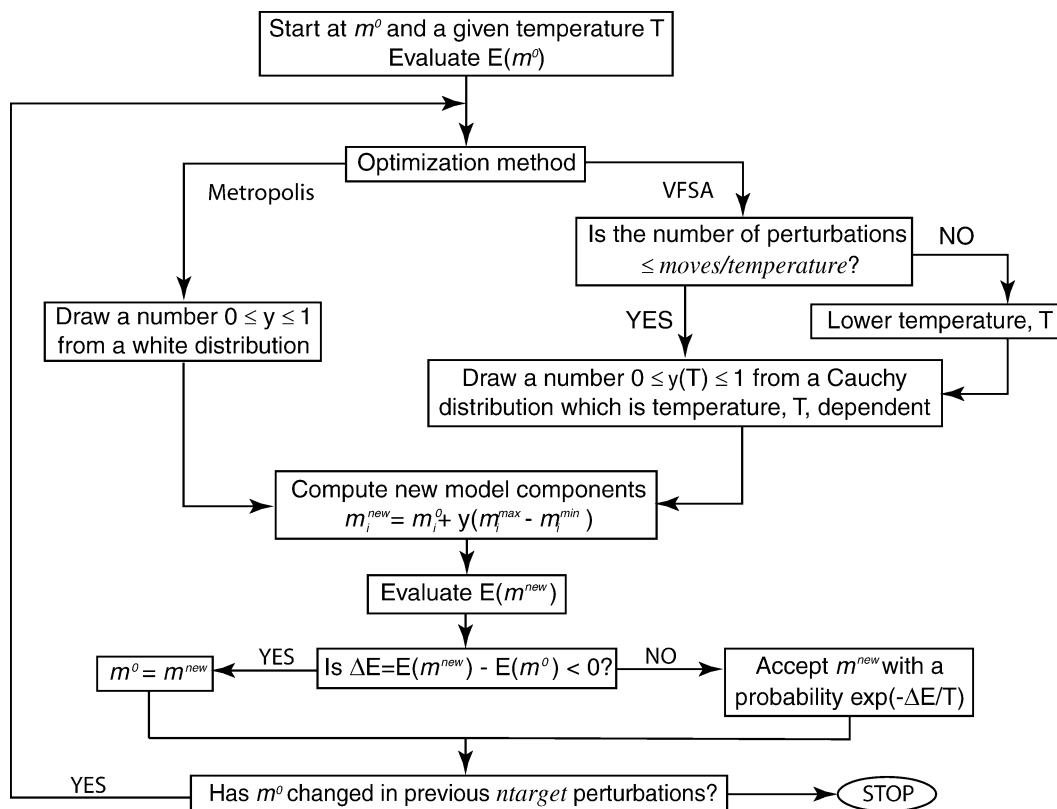 Start at m⁰ and a given temperature T
Evaluate E(m⁰)
Optimization method
Metropolis
VFSA
Is the number of perturbations
≤ moves/temperature?
NO
YES
Lower temperature, T
Draw a number 0 ≤ y ≤ 1
from a white distribution
Draw a number 0 ≤ y(T) ≤ 1 from a Cauchy
distribution which is temperature, T, dependent
Compute new model components
mᵢⁿᵉʷ = mᵢ⁰ + y(mᵢᵐᵃˣ - mᵢᵐⁱⁿ)
Evaluate E(mⁿᵉʷ)
Is ΔE=E(mⁿᵉʷ) - E(m⁰) < 0?
YES
NO
m⁰ = mⁿᵉʷ
Accept mⁿᵉʷ with a
probability exp(-ΔE/T)
YES
Has m⁰ changed in previous ntarget perturbations?
STOP